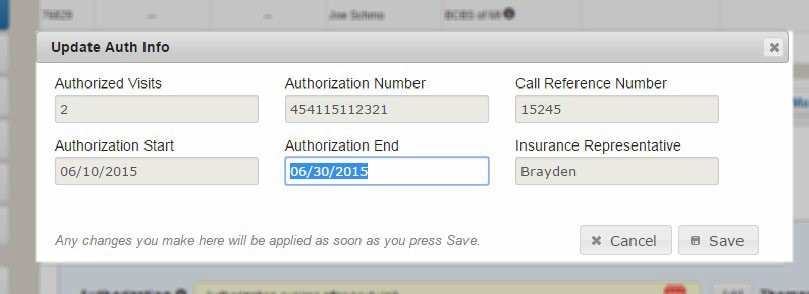 76829 -- -- Joe Schmo BCBS of MI
Update Auth Info
Authorized Visits Authorization Number Call Reference Number
2 454115112321 15245
Authorization Start Authorization End Insurance Representative
06/10/2015 06/30/2015 Brayden
Any changes you make here will be applied as soon as you press Save. Cancel Save
Authorization